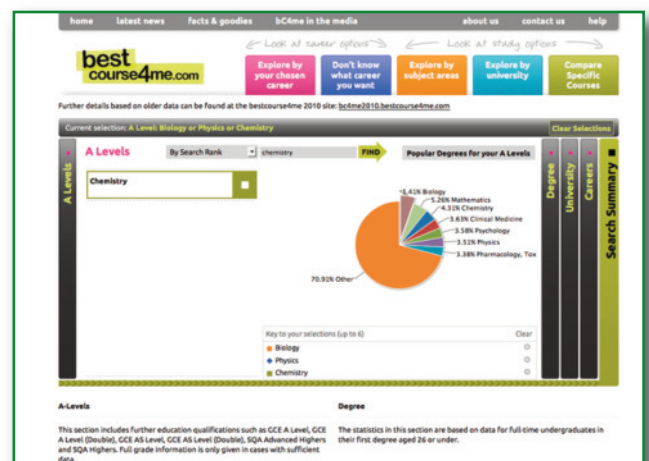 home latest news facts & goodies bC4me in the media about us contact us help
Look at career options Look at study options
best
course4me.com
Explore by
your chosen
career
Don't know
what career
you want
Explore by
subject areas
Explore by
university
Compare
Specific
Courses
Further details based on older data can be found at the bestcourse4me 2010 site: bc4me2010.bestcourse4me.com
Current selection: A Level: Biology or Physics or Chemistry Clear Selections
A Levels
A Levels By Search Rank chemistry FIND Popular Degrees for your A Levels
Chemistry
5.41% Biology
5.26% Mathematics
4.31% Chemistry
3.63% Clinical Medicine
3.58% Psychology
3.51% Physics
3.38% Pharmacology, Tox
70.91% Other
Degree
University
Careers
Search Summary
Key to your selections (up to 6) Clear
Biology
Physics
Chemistry
A-Levels Degree
This section includes further education qualifications such as GCE A Level, GCE
A Level (Double), GCE AS Level, GCE AS Level (Double), SQA Advanced Highers
and SQA Highers. Full grade information is only given in cases with sufficient
data.
The statistics in this section are based on data for full-time undergraduates in
their first degree aged 26 or under.